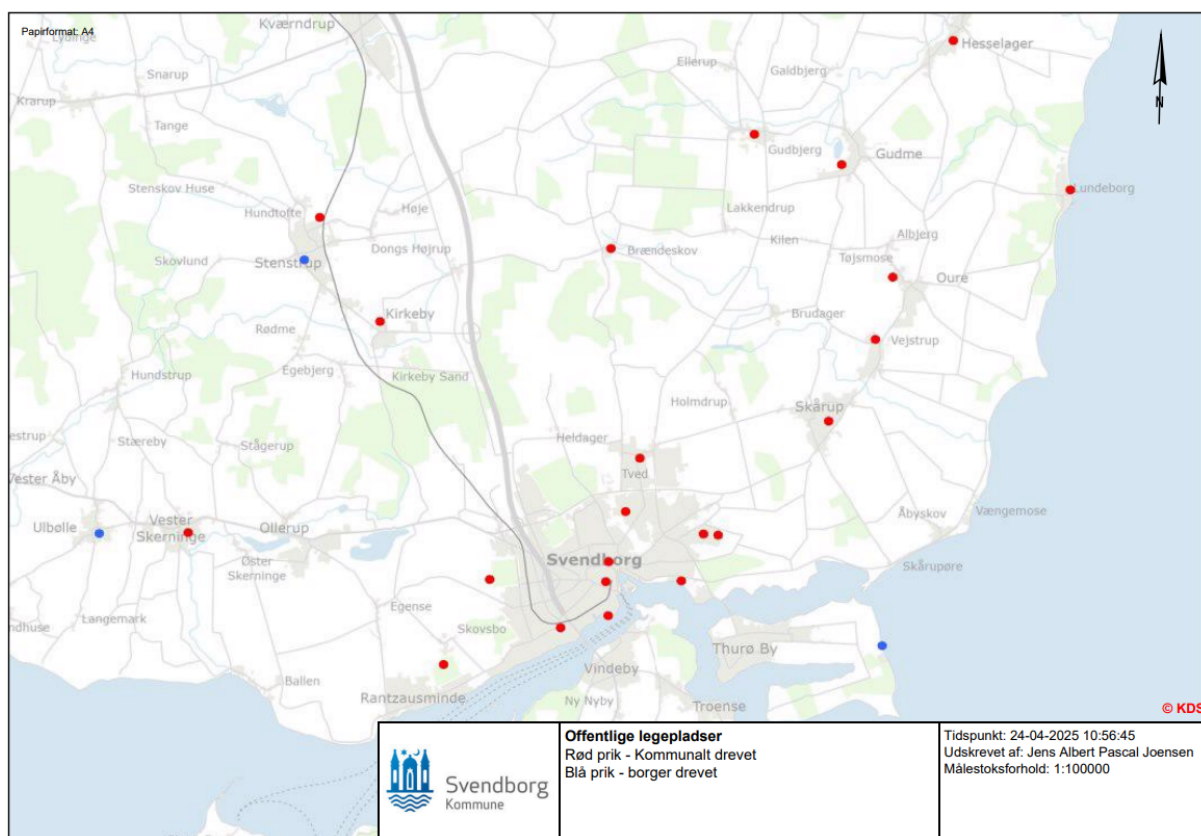 Papirformat: A4
Kværndrup
Lydinge
Snarup
Krarup
Tange
Ellerup
Galdbjerg
Hesselager
N
Gudbjerg
Gudme
Stenskov Huse
Hundtofte
Høje
Lakkendrup
Lundeborg
Dongs Højrup
Brændeskov
Kilen
Albjerg
Skovlund
Stenstrup
Tøjsmose
Oure
Kirkeby
Rødme
Brudager
Vejstrup
Hundstrup
Egebjerg
Kirkeby Sand
Holmdrup
Skårup
estrup
Stæreby
Stågerup
Heldager
Tved
Vester Åby
Ulbølle
Vester
Skerninge
Ollerup
Åbyskov
Vængemose
Øster
Skerninge
Svendborg
Skårupøre
Langemark
ndhuse
Egense
Skovsbo
Thurø By
Vindeby
Ballen
Rantzausminde
Ny Nyby
Troense
© KDS
Svendborg
Kommune
Offentlige legepladser
Rød prik - Kommunalt drevet
Blå prik - borger drevet
Tidspunkt: 24-04-2025 10:56:45
Udskrevet af: Jens Albert Pascal Joensen
Målestoksforhold: 1:100000